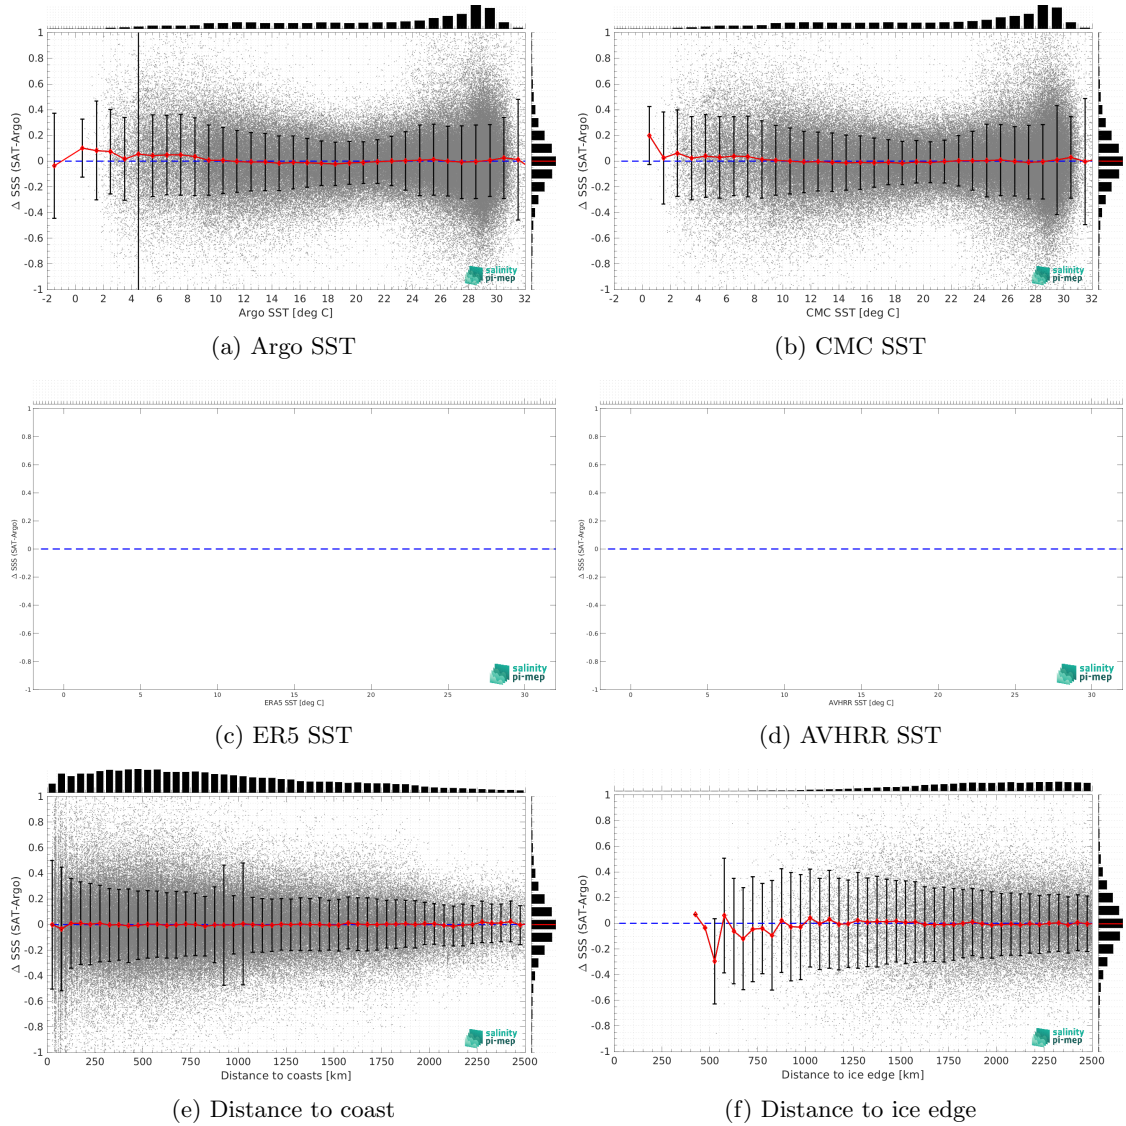 1
0.8
0.6
0.4
0.2
0
-0.2
-0.4
-0.6
-0.8
-1
Δ SSS (SAT-Argo)
salinity
pi-mep
-2 0 2 4 6 8 10 12 14 16 18 20 22 24 26 28 30 32
Argo SST [deg C]
(a) Argo SST
1
0.8
0.6
0.4
0.2
0
-0.2
-0.4
-0.6
-0.8
-1
Δ SSS (SAT-Argo)
salinity
pi-mep
-2 0 2 4 6 8 10 12 14 16 18 20 22 24 26 28 30 32
CMC SST [deg C]
(b) CMC SST
1
0.8
0.6
0.4
0.2
0
-0.2
-0.4
-0.6
-0.8
-1
Δ SSS (SAT-Argo)
salinity
pi-mep
0 5 10 15 20 25 30
ERA5 SST [deg C]
(c) ER5 SST
1
0.8
0.6
0.4
0.2
0
-0.2
-0.4
-0.6
-0.8
-1
Δ SSS (SAT-Argo)
salinity
pi-mep
0 5 10 15 20 25 30
AVHRR SST [deg C]
(d) AVHRR SST
1
0.8
0.6
0.4
0.2
0
-0.2
-0.4
-0.6
-0.8
-1
Δ SSS (SAT-Argo)
salinity
pi-mep
0 250 500 750 1000 1250 1500 1750 2000 2250 2500
Distance to coasts [km]
(e) Distance to coast
1
0.8
0.6
0.4
0.2
0
-0.2
-0.4
-0.6
-0.8
-1
Δ SSS (SAT-Argo)
salinity
pi-mep
0 250 500 750 1000 1250 1500 1750 2000 2250 2500
Distance to ice edge [km]
(f) Distance to ice edge